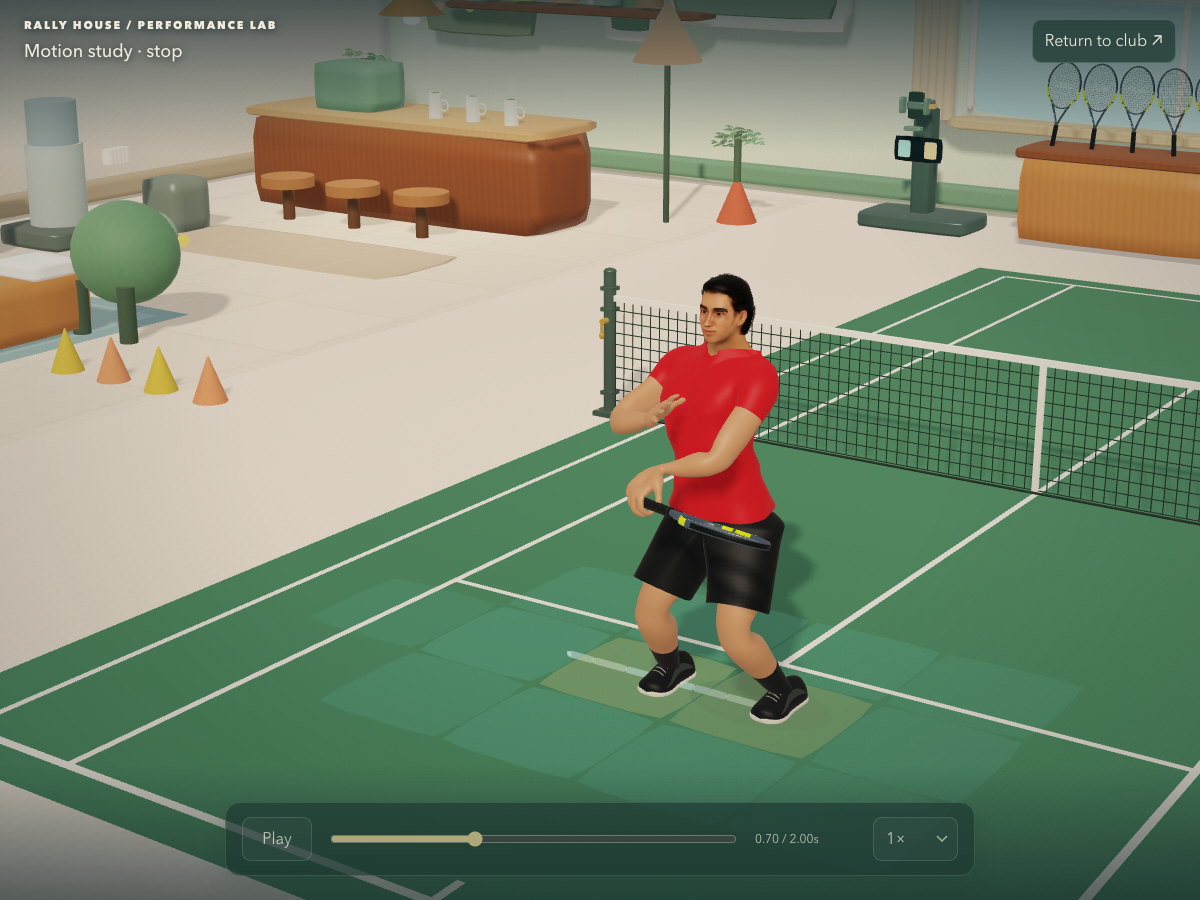 RALLY HOUSE / PERFORMANCE LAB
Motion study · stop
Return to club ↗
Play
0.70 / 2.00s
1×